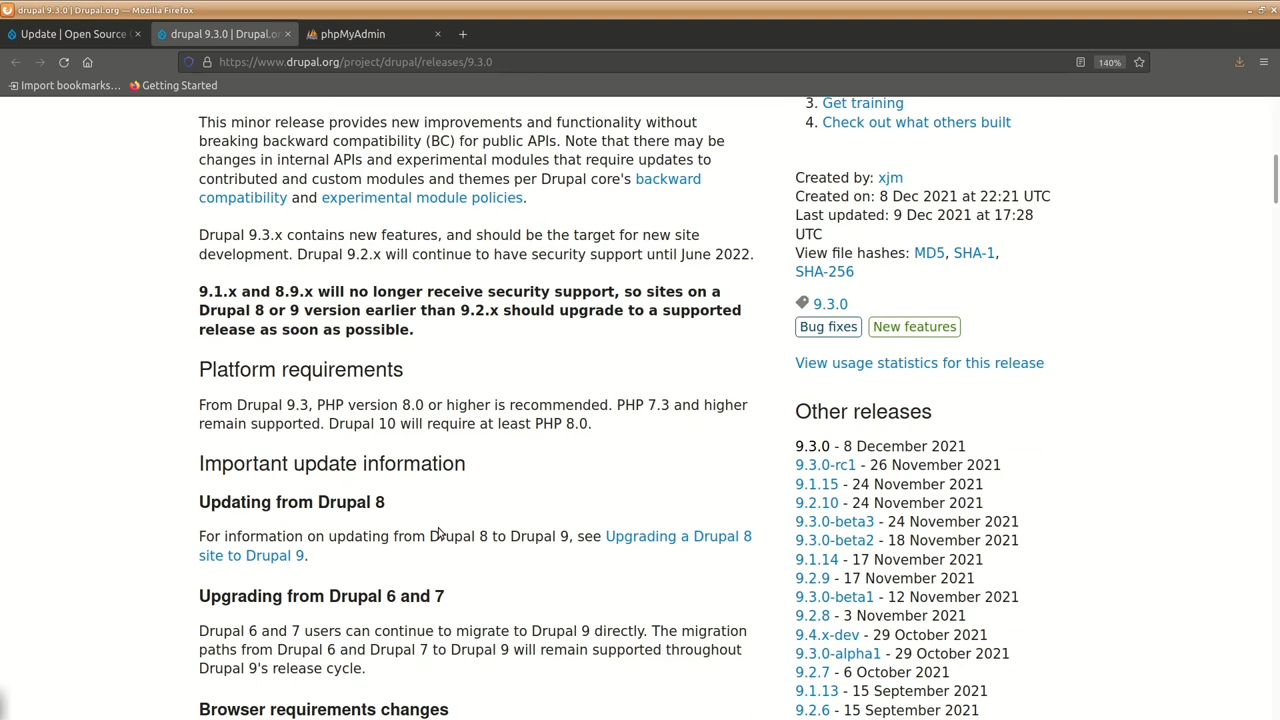 drupal 9.3.0 | Drupal.org — Mozilla Firefox
Update | Open Source
drupal 9.3.0 | Drupal.or
phpMyAdmin
https://www.drupal.org/project/drupal/releases/9.3.0
140%
Import bookmarks...
Getting Started
This minor release provides new improvements and functionality without
breaking backward compatibility (BC) for public APIs. Note that there may be
changes in internal APIs and experimental modules that require updates to
contributed and custom modules and themes per Drupal core's backward
compatibility and experimental module policies.
Drupal 9.3.x contains new features, and should be the target for new site
development. Drupal 9.2.x will continue to have security support until June 2022.
9.1.x and 8.9.x will no longer receive security support, so sites on a
Drupal 8 or 9 version earlier than 9.2.x should upgrade to a supported
release as soon as possible.
Platform requirements
From Drupal 9.3, PHP version 8.0 or higher is recommended. PHP 7.3 and higher
remain supported. Drupal 10 will require at least PHP 8.0.
Important update information
Updating from Drupal 8
For information on updating from Drupal 8 to Drupal 9, see Upgrading a Drupal 8
site to Drupal 9.
Upgrading from Drupal 6 and 7
Drupal 6 and 7 users can continue to migrate to Drupal 9 directly. The migration
paths from Drupal 6 and Drupal 7 to Drupal 9 will remain supported throughout
Drupal 9's release cycle.
Browser requirements changes
3. Get training
4. Check out what others built
Created by: xjm
Created on: 8 Dec 2021 at 22:21 UTC
Last updated: 9 Dec 2021 at 17:28
UTC
View file hashes: MD5, SHA-1,
SHA-256
9.3.0
Bug fixes
New features
View usage statistics for this release
Other releases
9.3.0 - 8 December 2021
9.3.0-rc1 - 26 November 2021
9.1.15 - 24 November 2021
9.2.10 - 24 November 2021
9.3.0-beta3 - 24 November 2021
9.3.0-beta2 - 18 November 2021
9.1.14 - 17 November 2021
9.2.9 - 17 November 2021
9.3.0-beta1 - 12 November 2021
9.2.8 - 3 November 2021
9.4.x-dev - 29 October 2021
9.3.0-alpha1 - 29 October 2021
9.2.7 - 6 October 2021
9.1.13 - 15 September 2021
9.2.6 - 15 September 2021